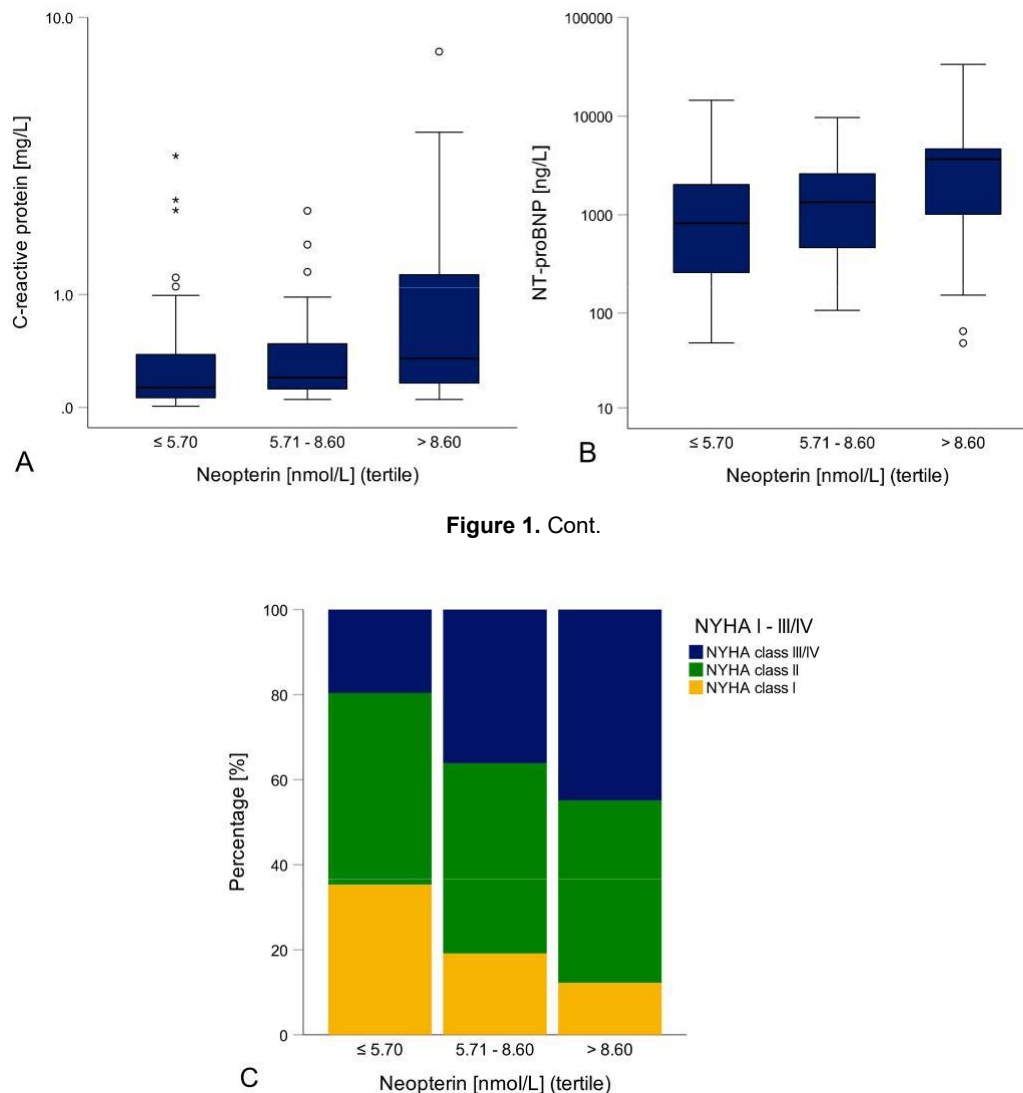 10.0
1.0
.0
C-reactive protein [mg/L]
≤ 5.70
5.71 - 8.60
> 8.60
Neopterin [nmol/L] (tertile)
A
100000
10000
1000
100
10
NT-proBNP [ng/L]
≤ 5.70
5.71 - 8.60
> 8.60
Neopterin [nmol/L] (tertile)
B
Figure 1. Cont.
100
80
60
40
20
0
Percentage [%]
≤ 5.70
5.71 - 8.60
> 8.60
Neopterin [nmol/L] (tertile)
C
NYHA I - III/IV
NYHA class III/IV
NYHA class II
NYHA class I